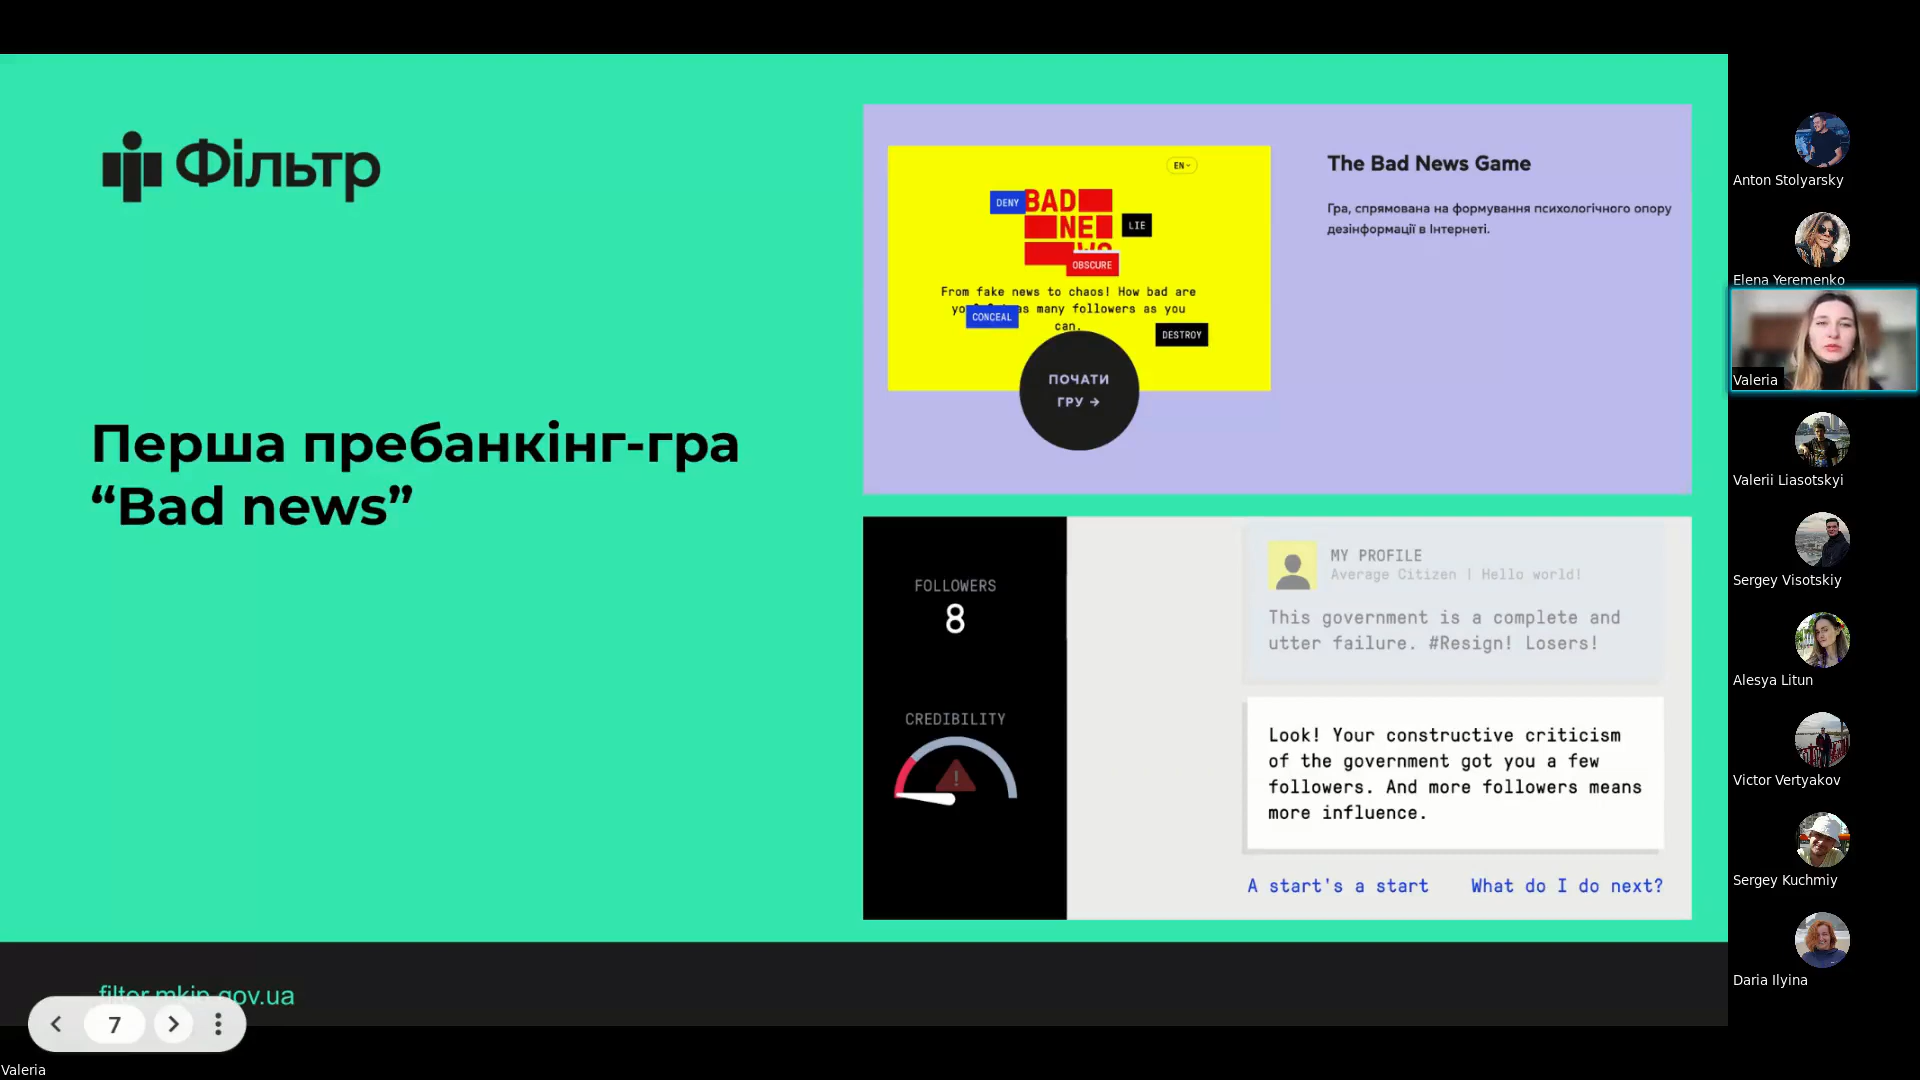 Фільтр
Перша пребанкінг-гра
“Bad news”
EN
DENY
BAD
NE
WS
LIE
OBSCURE
From fake news to chaos! How bad are
as many followers as you
can.
CONCEAL
DESTROY
ПОЧАТИ
ГРУ →
The Bad News Game
Гра, спрямована на формування психологічного опору
дезінформації в Інтернеті.
FOLLOWERS
8
CREDIBILITY
MY PROFILE
Average Citizen | Hello world!
This government is a complete and
utter failure. #Resign! Losers!
Look! Your constructive criticism
of the government got you a few
followers. And more followers means
more influence.
A start's a start
What do I do next?
filter.mkip.gov.ua
7
Valeria
Anton Stolyarsky
Elena Yeremenko
Valeria
Valerii Liasotskyi
Sergey Visotskiy
Alesya Litun
Victor Vertyakov
Sergey Kuchmiy
Daria Ilyina